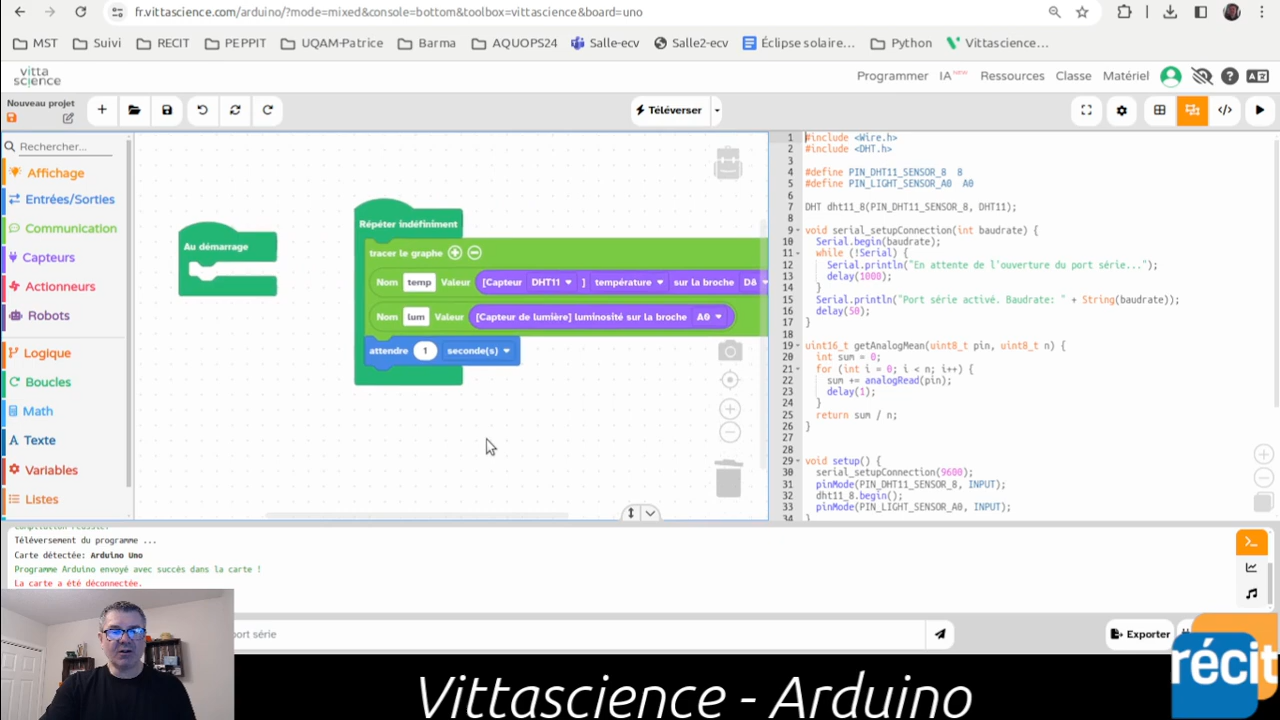 fr.vittascience.com/arduino/?mode=mixed&console=bottom&toolbox=vittascience&board=uno
MST Suivi RECIT PEPPIT UQAM-Patrice Barma AQUOPS24 Salle-ecv Salle2-ecv Éclipse solaire... Python Vittascience...
vitta
science
Programmer IA NEW Ressources Classe Matériel
Nouveau projet
Téléverser
Rechercher...
Affichage
Entrées/Sorties
Communication
Capteurs
Actionneurs
Robots
Logique
Boucles
Math
Texte
Variables
Listes
Au démarrage
Répéter indéfiniment
tracer le graphe
Nom temp Valeur [Capteur DHT11 ] température sur la broche D8
Nom lum Valeur [Capteur de lumière] luminosité sur la broche A0
attendre 1 seconde(s)
1 #include <Wire.h>
2 #include <DHT.h>
3
4 #define PIN_DHT11_SENSOR_8 8
5 #define PIN_LIGHT_SENSOR_A0 A0
6
7 DHT dht11_8(PIN_DHT11_SENSOR_8, DHT11);
8
9 void serial_setupConnection(int baudrate) {
10 Serial.begin(baudrate);
11 while (!Serial) {
12 Serial.println("En attente de l'ouverture du port série...");
13 delay(1000);
14 }
15 Serial.println("Port série activé. Baudrate: " + String(baudrate));
16 delay(50);
17 }
18
19 uint16_t getAnalogMean(uint8_t pin, uint8_t n) {
20 int sum = 0;
21 for (int i = 0; i < n; i++) {
22 sum += analogRead(pin);
23 delay(1);
24 }
25 return sum / n;
26 }
27
28
29 void setup() {
30 serial_setupConnection(9600);
31 pinMode(PIN_DHT11_SENSOR_8, INPUT);
32 dht11_8.begin();
33 pinMode(PIN_LIGHT_SENSOR_A0, INPUT);
34
Compilation réussie.
Téléversement du programme ...
Carte détectée: Arduino Uno
Programme Arduino envoyé avec succès dans la carte !
La carte a été déconnectée.
port série
Exporter
récit
Vittascience - Arduino